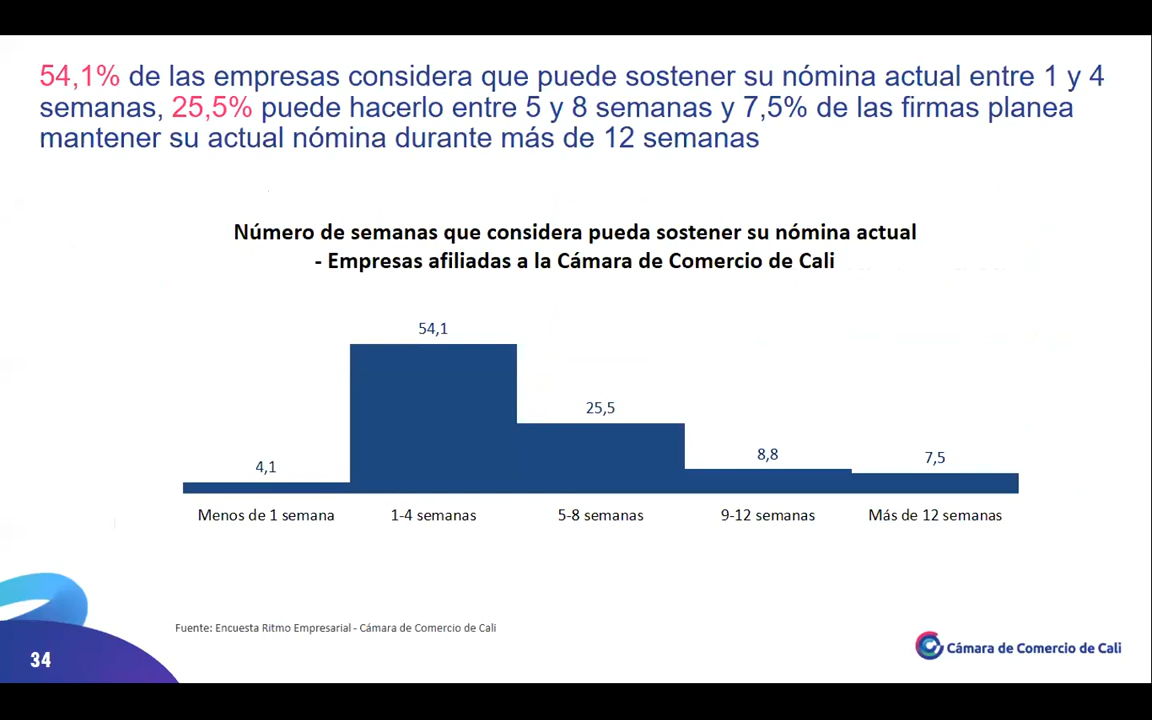 54,1% de las empresas considera que puede sostener su nómina actual entre 1 y 4
semanas, 25,5% puede hacerlo entre 5 y 8 semanas y 7,5% de las firmas planea
mantener su actual nómina durante más de 12 semanas
Número de semanas que considera pueda sostener su nómina actual
- Empresas afiliadas a la Cámara de Comercio de Cali
54,1
25,5
8,8
7,5
4,1
Menos de 1 semana
1-4 semanas
5-8 semanas
9-12 semanas
Más de 12 semanas
Fuente: Encuesta Ritmo Empresarial - Cámara de Comercio de Cali
34
Cámara de Comercio de Cali